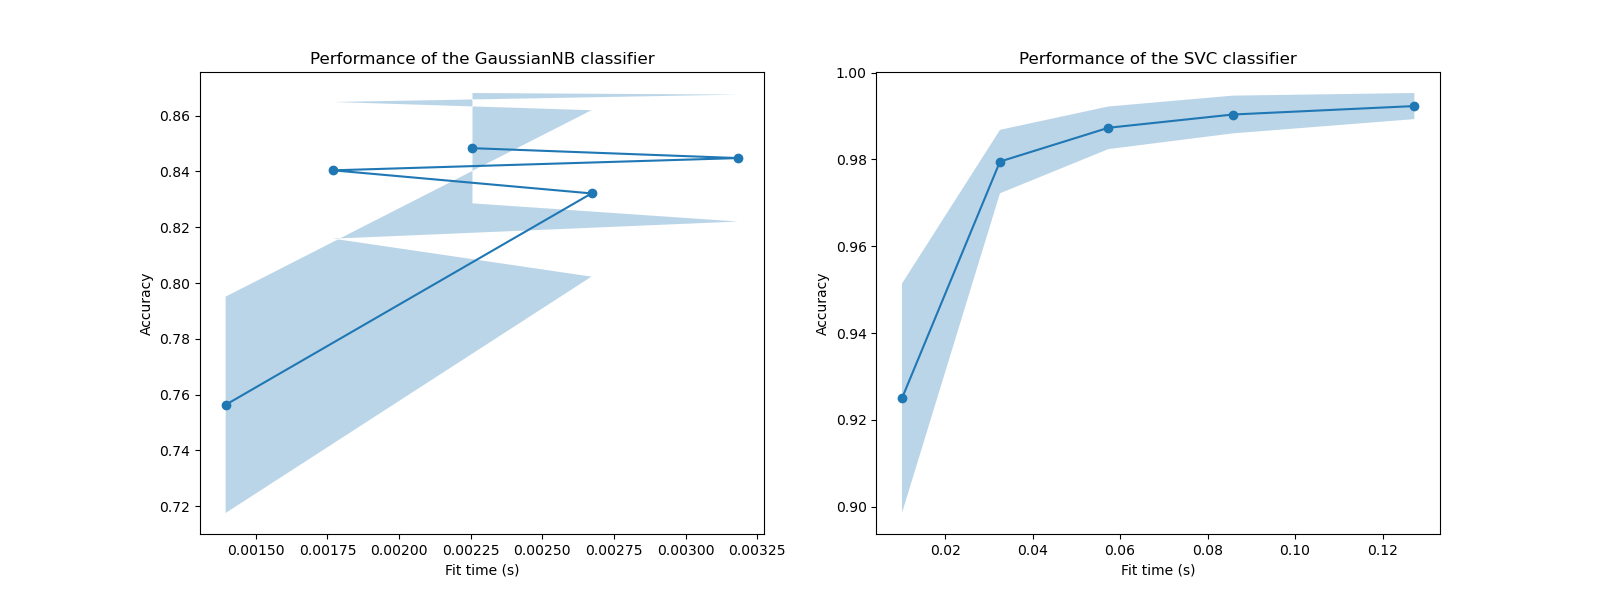 Performance of the GaussianNB classifier
Accuracy
0.86
0.84
0.82
0.80
0.78
0.76
0.74
0.72
0.00150 0.00175 0.00200 0.00225 0.00250 0.00275 0.00300 0.00325
Fit time (s)
Performance of the SVC classifier
Accuracy
1.00
0.98
0.96
0.94
0.92
0.90
0.02 0.04 0.06 0.08 0.10 0.12
Fit time (s)